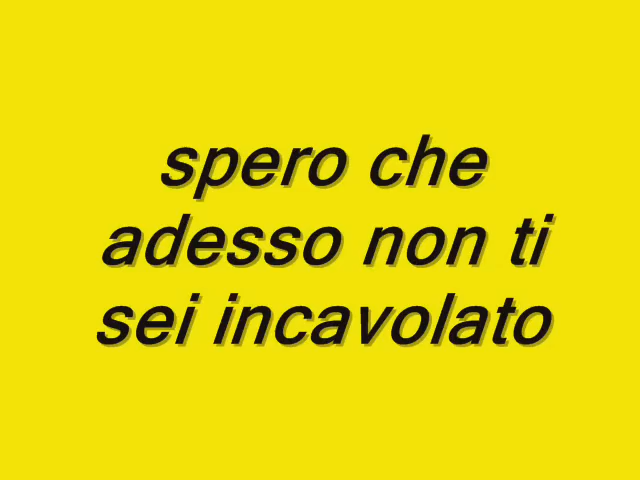 spero che
adesso non ti
sei incavolato